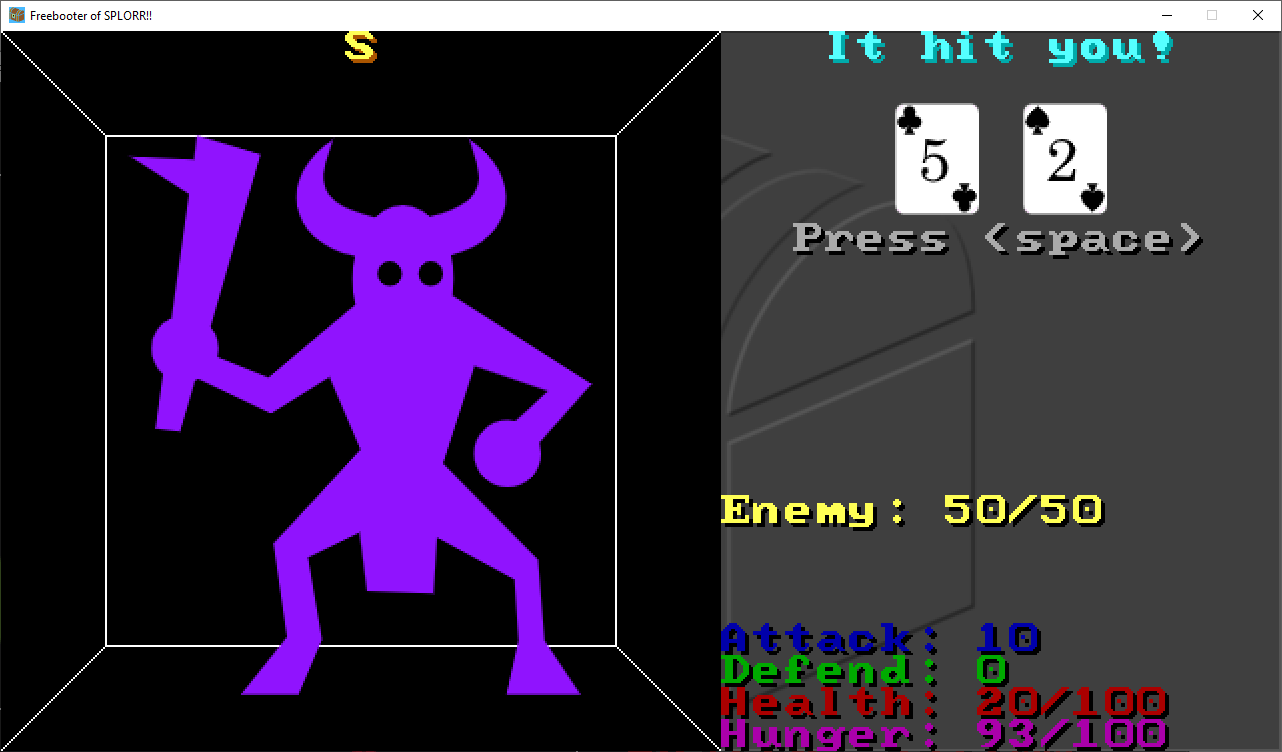 Freebooter of SPLORR!!
S
It hit you!
5 2
Press <space>
Enemy: 50/50
Attack: 10
Defend: 0
Health: 20/100
Hunger: 93/100